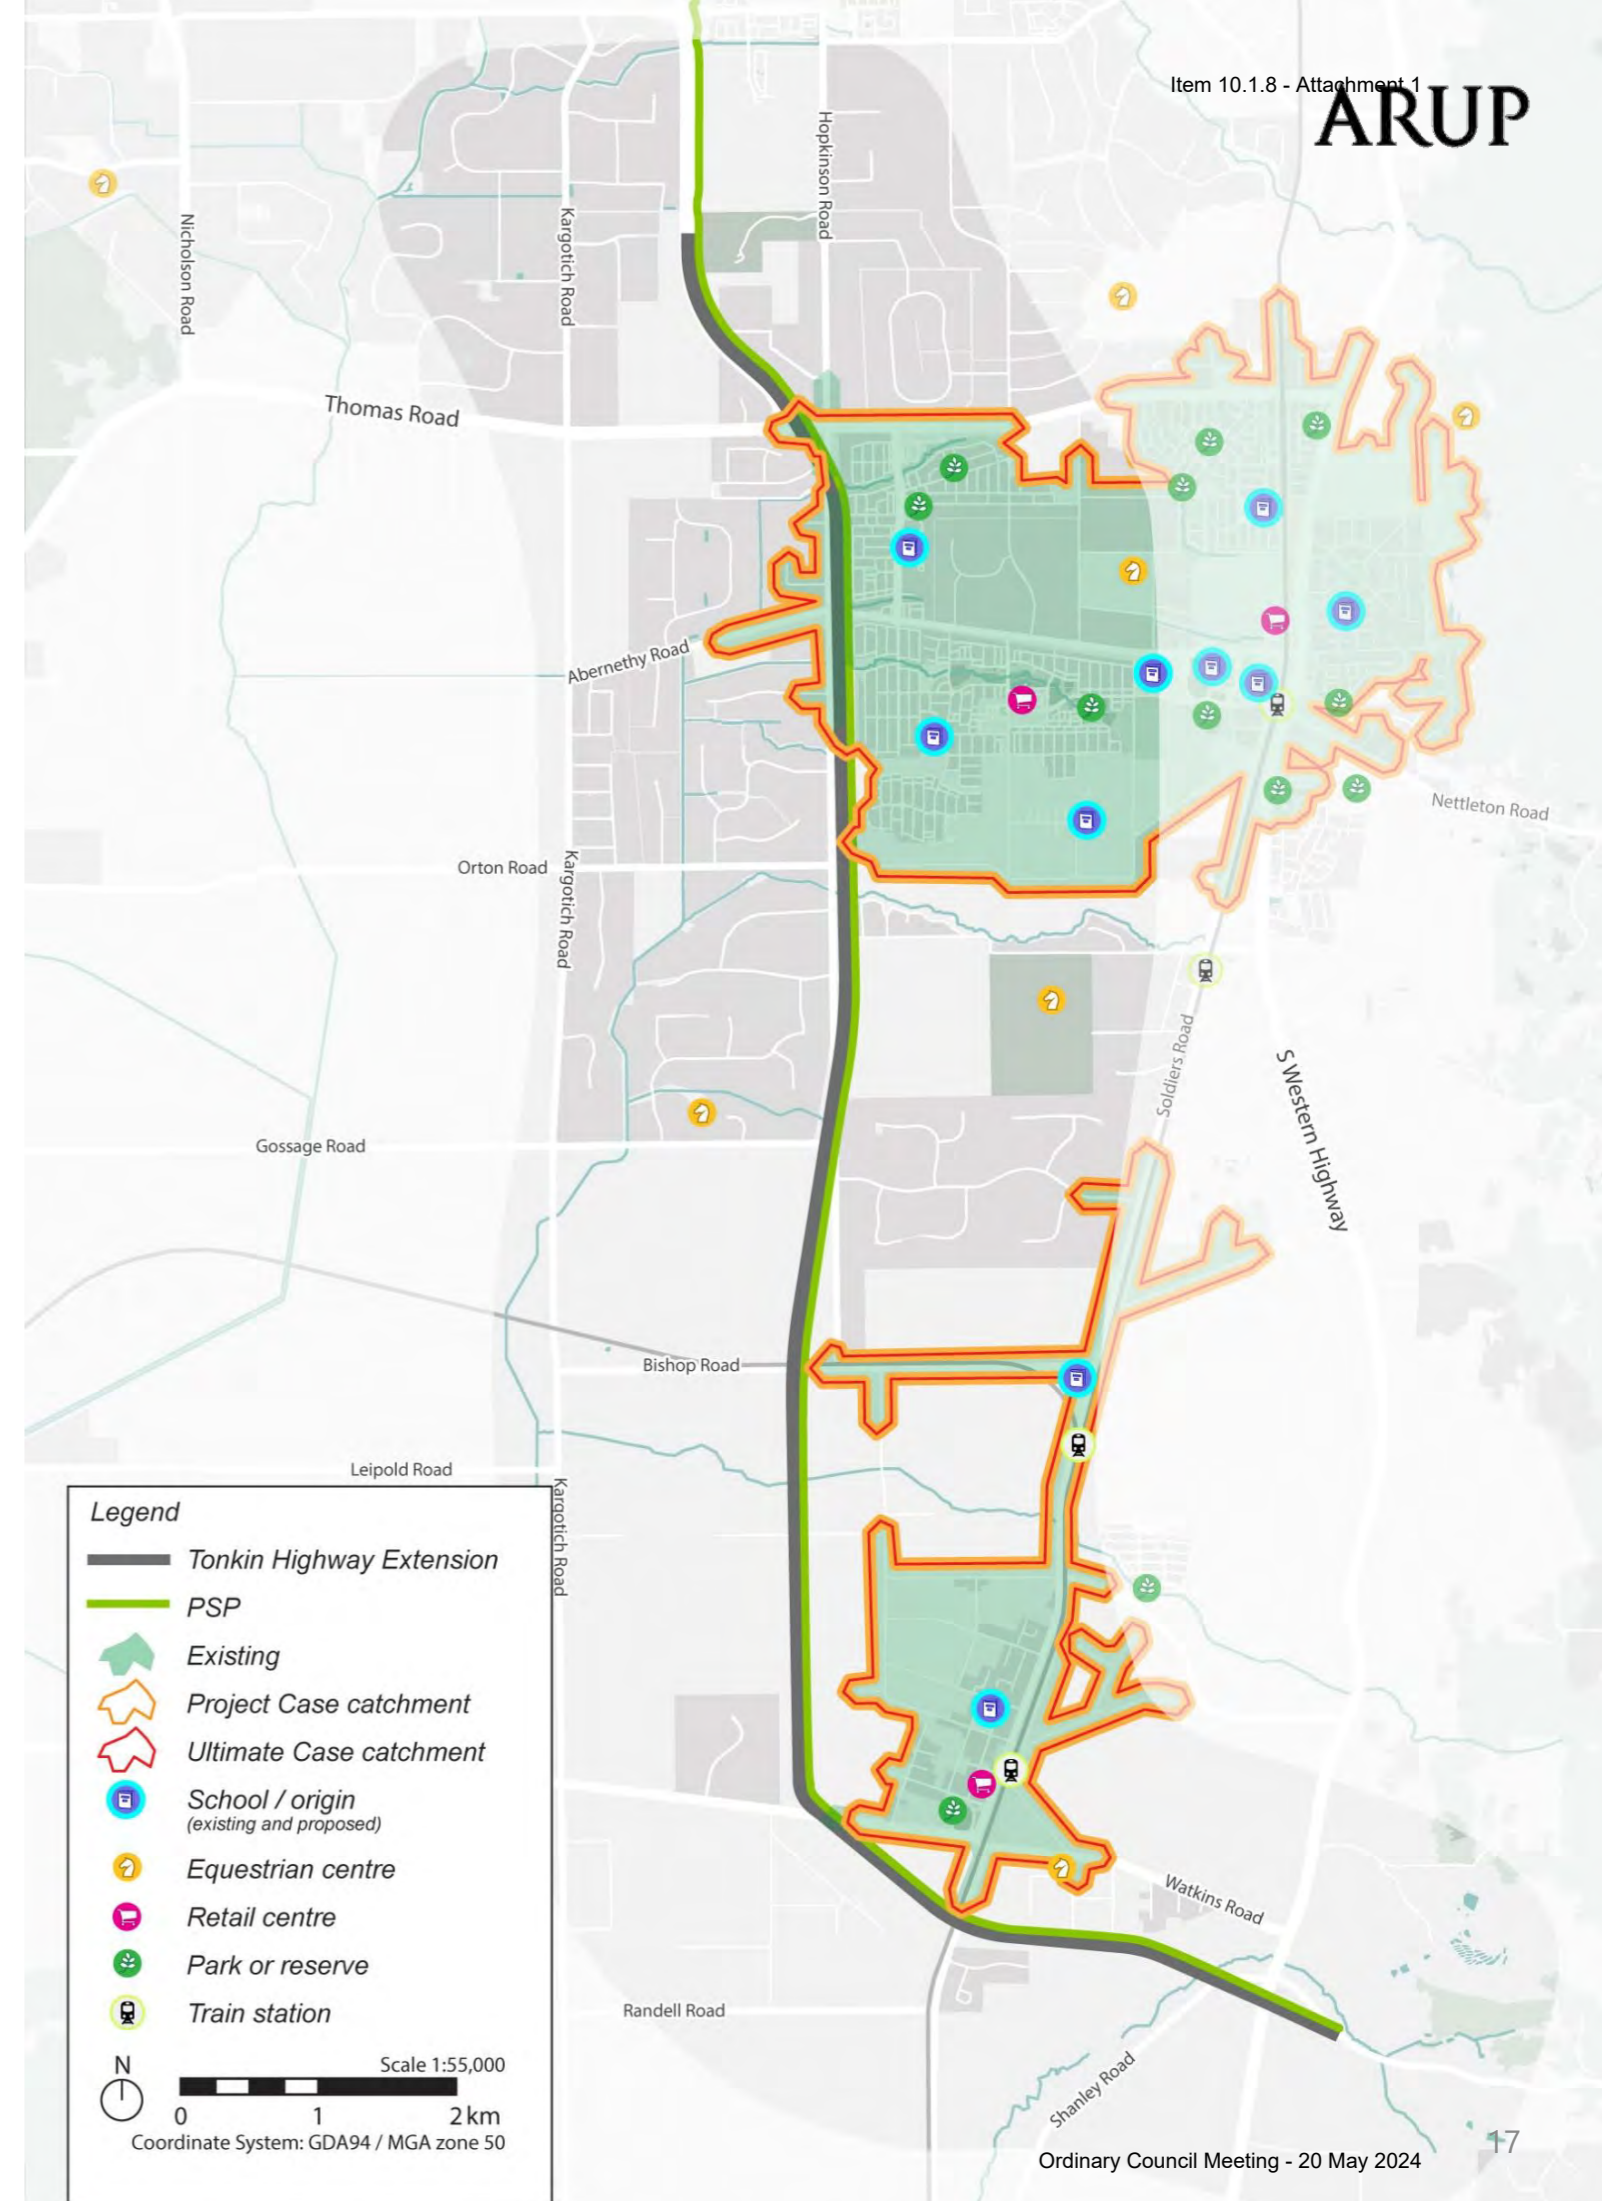 Item 10.1.8 - Attachment 1
ARUP
Hopkinson Road
Nicholson Road
Kargotich Road
Thomas Road
Abernethy Road
Nettleton Road
Orton Road
Kargotich Road
Soldiers Road
S Western Highway
Gossage Road
Bishop Road
Leipold Road
Kargotich Road
Legend
Tonkin Highway Extension
PSP
Existing
Project Case catchment
Ultimate Case catchment
School / origin
(existing and proposed)
Equestrian centre
Retail centre
Park or reserve
Train station
N
Scale 1:55,000
0 1 2 km
Coordinate System: GDA94 / MGA zone 50
Watkins Road
Randell Road
Shanley Road
17
Ordinary Council Meeting - 20 May 2024